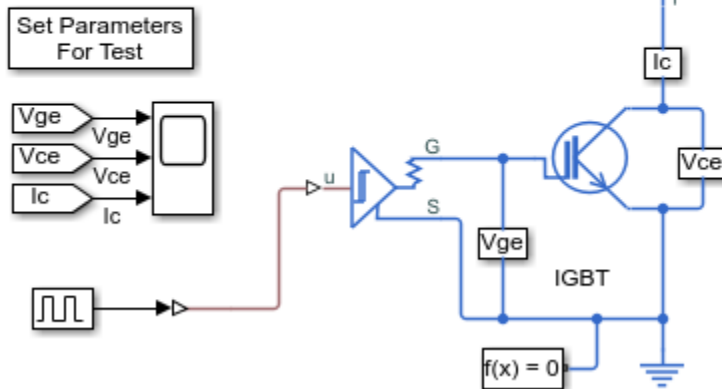 Set Parameters
For Test
Ic
Vge
Vge
Vce
Vce
Ic
Ic
u
G
S
Vce
Vge
IGBT
f(x) = 0